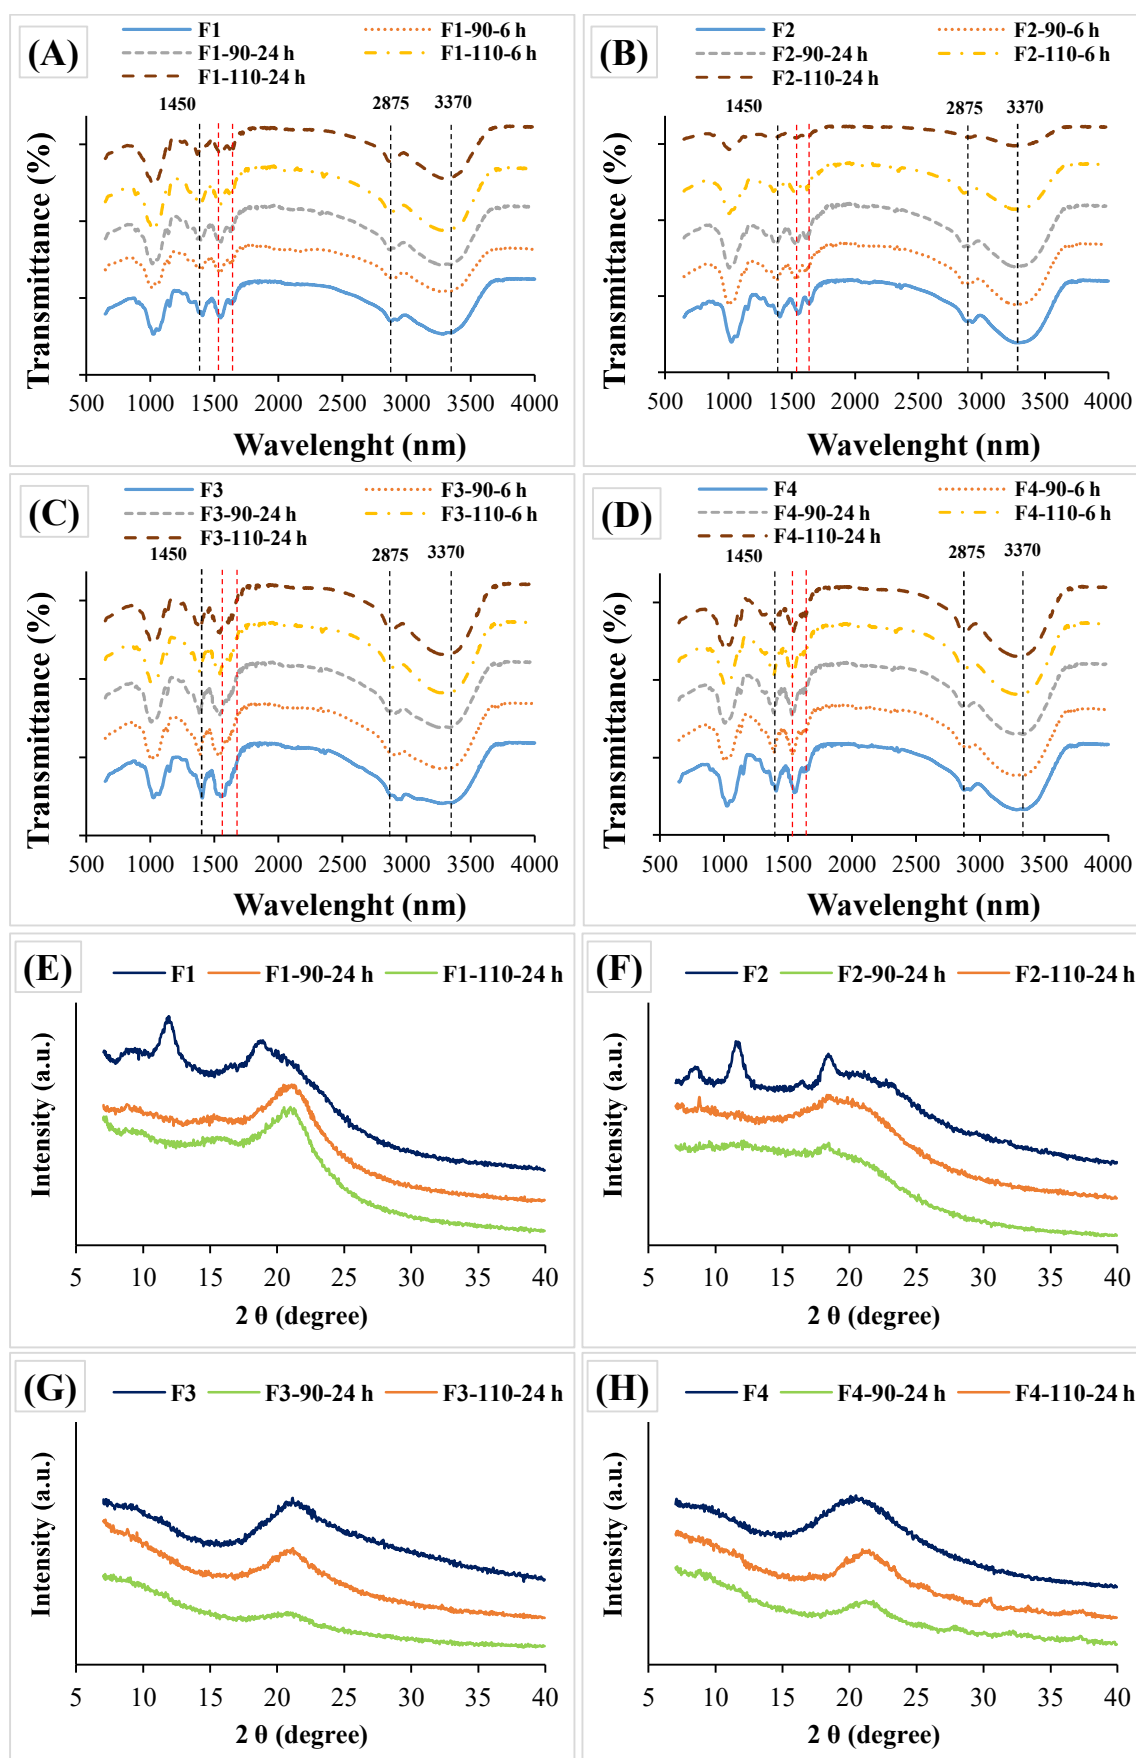 (A)
F1
F1-90-6 h
F1-90-24 h
F1-110-6 h
F1-110-24 h
1450
2875
3370
Transmittance (%)
500 1000 1500 2000 2500 3000 3500 4000
Wavelenght (nm)
(B)
F2
F2-90-6 h
F2-90-24 h
F2-110-6 h
F2-110-24 h
1450
2875
3370
Transmittance (%)
500 1000 1500 2000 2500 3000 3500 4000
Wavelenght (nm)
(C)
F3
F3-90-6 h
F3-90-24 h
F3-110-6 h
F3-110-24 h
1450
2875
3370
Transmittance (%)
500 1000 1500 2000 2500 3000 3500 4000
Wavelenght (nm)
(D)
F4
F4-90-6 h
F4-90-24 h
F4-110-6 h
F4-110-24 h
1450
2875
3370
Transmittance (%)
500 1000 1500 2000 2500 3000 3500 4000
Wavelenght (nm)
(E)
F1 F1-90-24 h F1-110-24 h
Intensity (a.u.)
5 10 15 20 25 30 35 40
2 θ (degree)
(F)
F2 F2-90-24 h F2-110-24 h
Intensity (a.u.)
5 10 15 20 25 30 35 40
2 θ (degree)
(G)
F3 F3-90-24 h F3-110-24 h
Intensity (a.u.)
5 10 15 20 25 30 35 40
2 θ (degree)
(H)
F4 F4-90-24 h F4-110-24 h
Intensity (a.u.)
5 10 15 20 25 30 35 40
2 θ (degree)